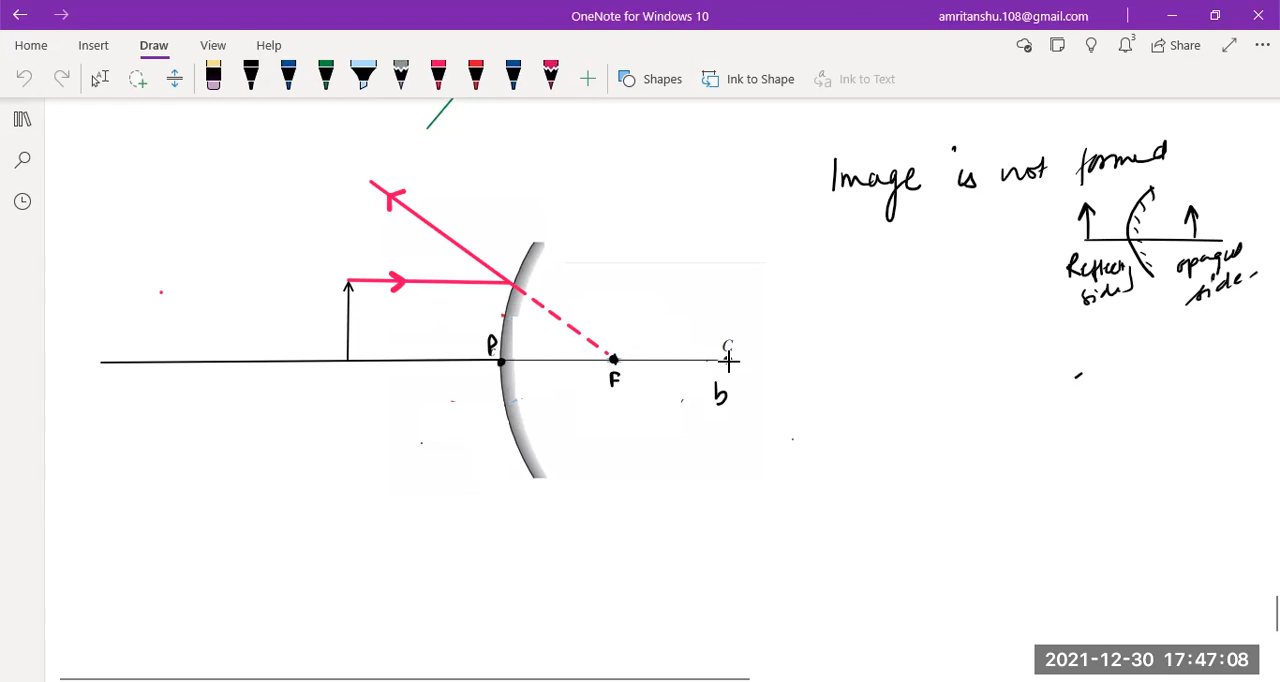 OneNote for Windows 10
amritanshu.108@gmail.com
Home Insert Draw View Help
3
Share
Shapes
Ink to Shape
Ink to Text
Image is not formed
opaque
side
side
P
C
F
b
2021-12-30 17:47:08